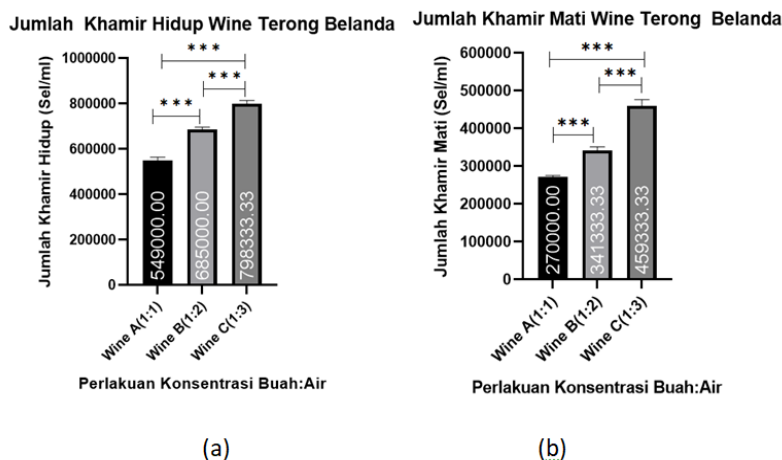 Jumlah Khamir Hidup Wine Terong Belanda
Jumlah Khamir Hidup (Sel/ml)
1000000
800000
600000
400000
200000
0
***
***
***
549000.00
685000.00
798333.33
Wine A(1:1)
Wine B(1:2)
Wine C(1:3)
Perlakuan Konsentrasi Buah:Air
(a)
Jumlah Khamir Mati Wine Terong Belanda
Jumlah Khamir Mati (Sel/ml)
600000
500000
400000
300000
200000
100000
0
***
***
***
270000.00
341333.33
459333.33
Wine A(1:1)
Wine B(1:2)
Wine C(1:3)
Perlakuan Konsentrasi Buah:Air
(b)